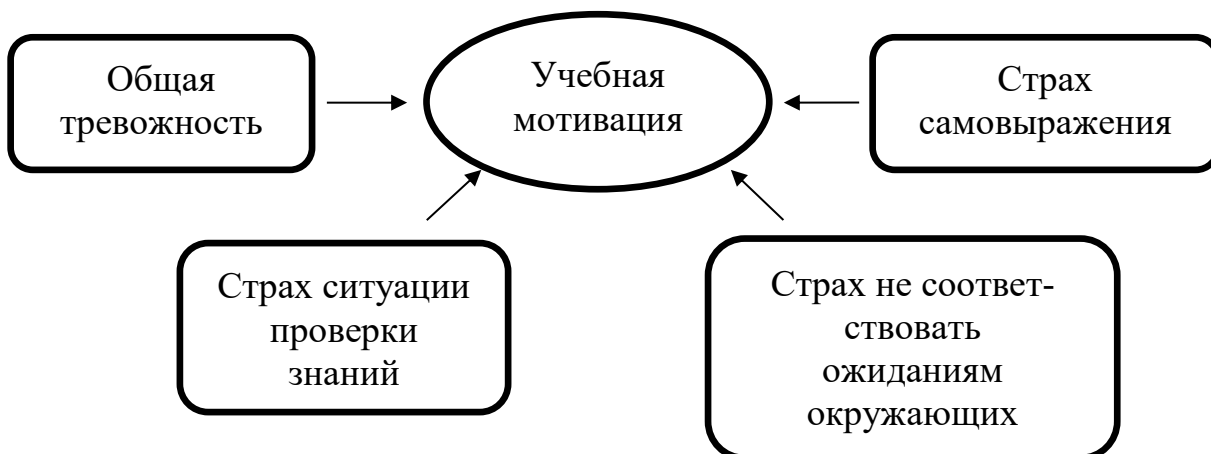 Общая
тревожность
Учебная
мотивация
Страх
самовыражения
Страх ситуации
проверки
знаний
Страх не соответ-
ствовать
ожиданиям
окружающих